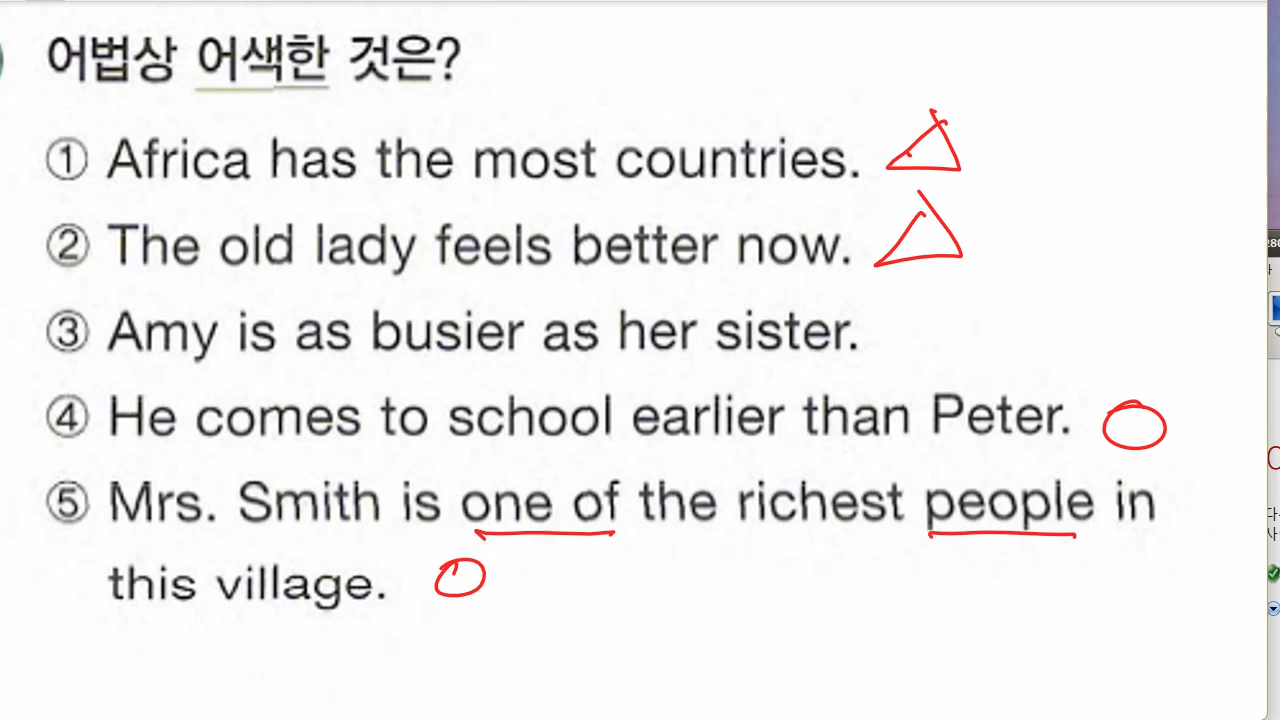 어법상 어색한 것은?
① Africa has the most countries.
② The old lady feels better now.
③ Amy is as busier as her sister.
④ He comes to school earlier than Peter.
⑤ Mrs. Smith is one of the richest people in
this village.